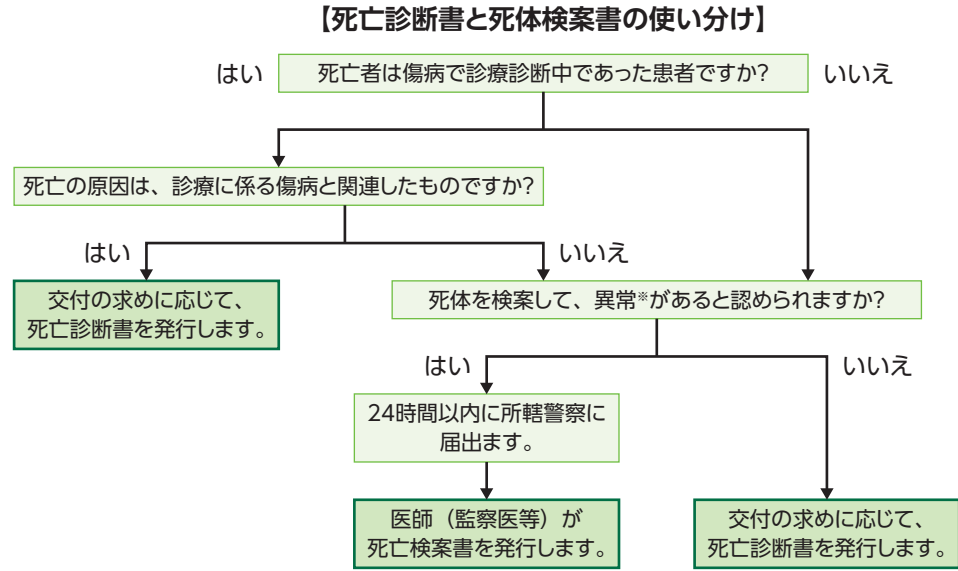 【死亡診断書と死体検案書の使い分け】
はい
死亡者は傷病で診療診断中であった患者ですか?
いいえ
死亡の原因は、診療に係る傷病と関連したものですか?
はい
いいえ
交付の求めに応じて、
死亡診断書を発行します。
死体を検案して、異常※があると認められますか?
はい
いいえ
24時間以内に所轄警察に
届出ます。
医師（監察医等）が
死亡検案書を発行します。
交付の求めに応じて、
死亡診断書を発行します。